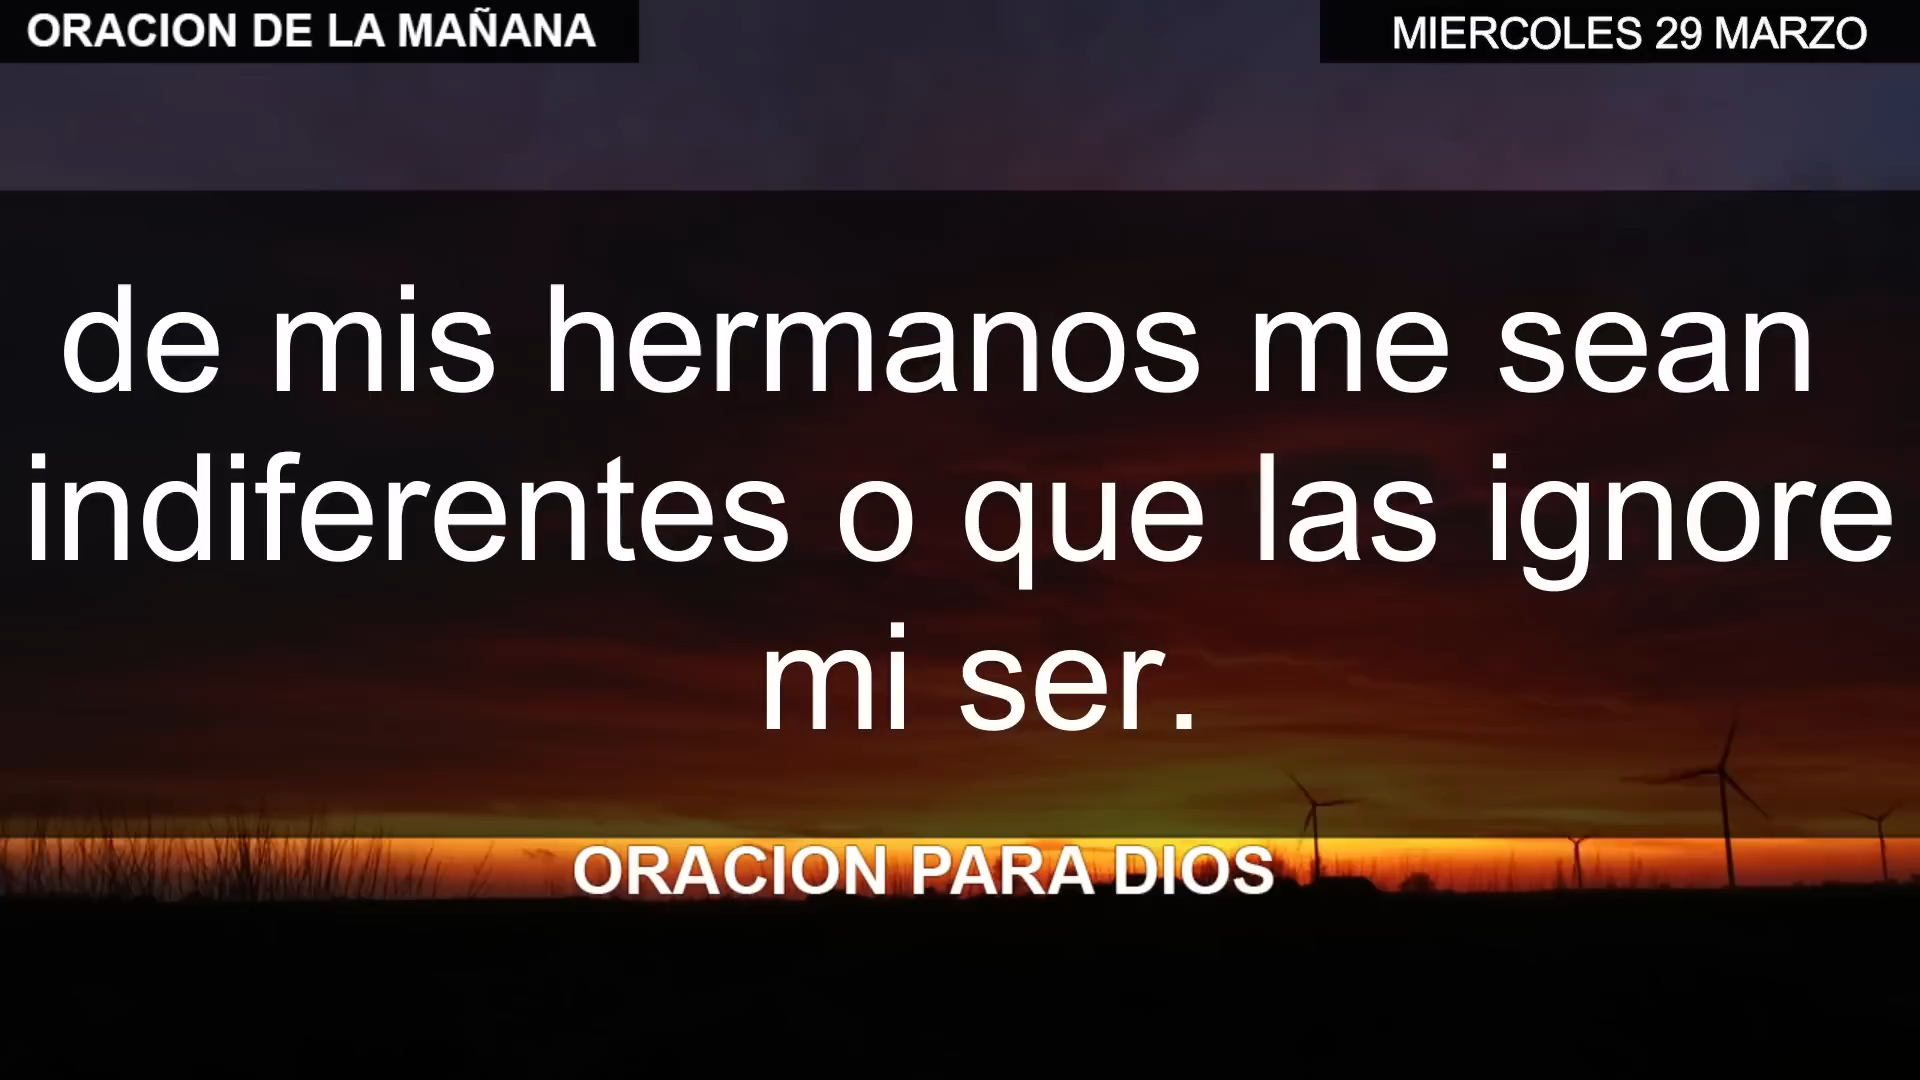 ORACION DE LA MAÑANA
MIERCOLES 29 MARZO
de mis hermanos me sean
indiferentes o que las ignore
mi ser.
ORACION PARA DIOS